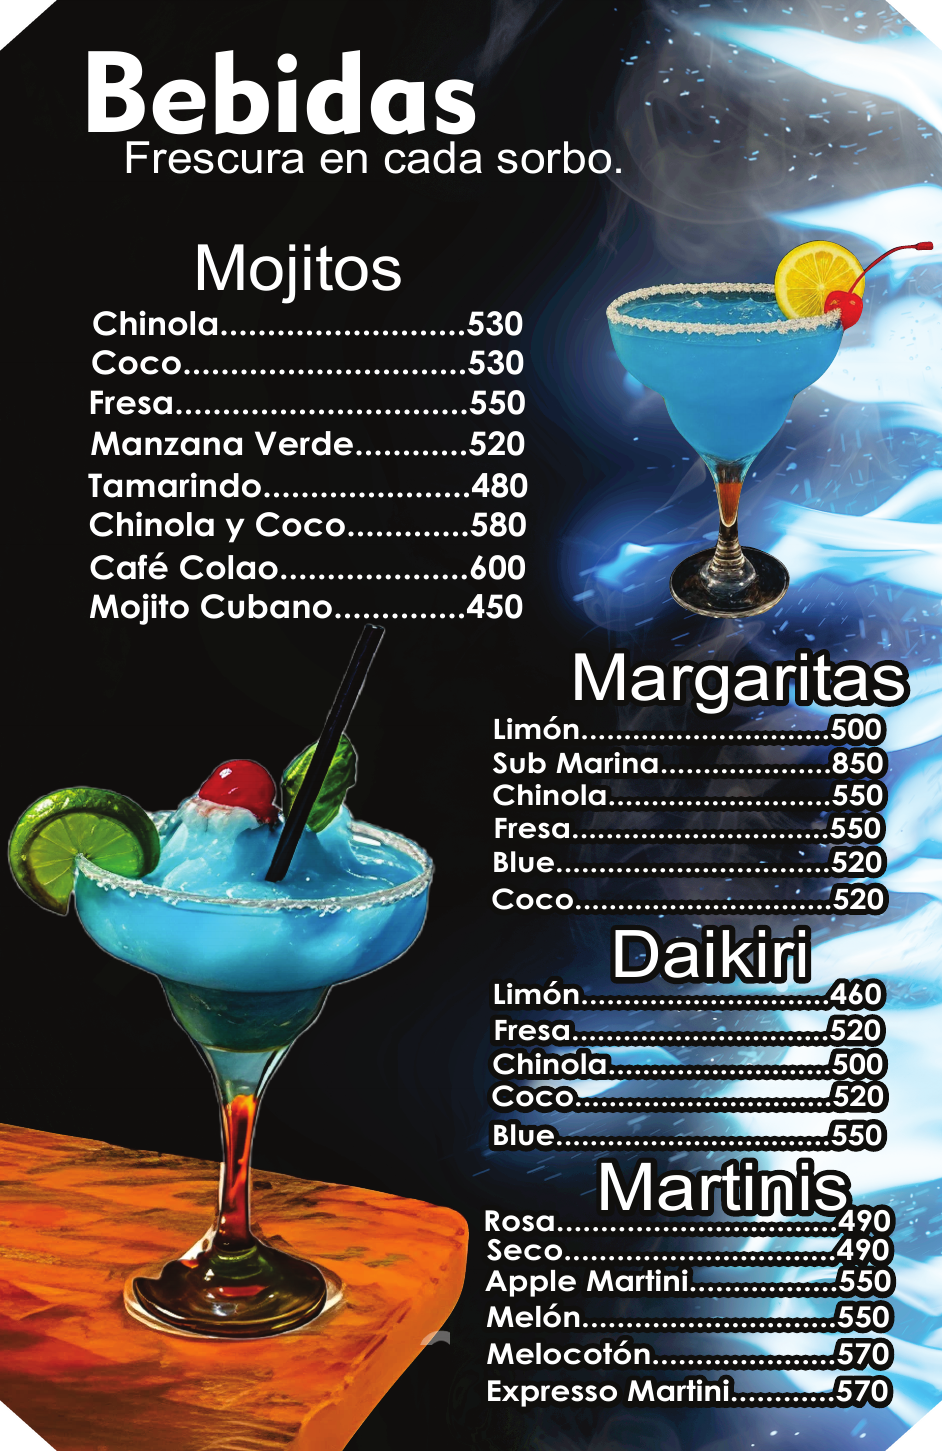 Bebidas
Frescura en cada sorbo.
Mojitos
Chinola..........................530
Coco..............................530
Fresa...............................550
Manzana Verde............520
Tamarindo......................480
Chinola y Coco.............580
Café Colao....................600
Mojito Cubano..............450
Margaritas
Limón.............................500
Sub Marina....................850
Chinola..........................550
Fresa..............................550
Blue................................520
Coco..............................520
Daikiri
Limón.............................460
Fresa..............................520
Chinola..........................500
Coco..............................520
Blue................................550
Martinis
Rosa................................490
Seco...............................490
Apple Martini.................550
Melón.............................550
Melocotón.....................570
Expresso Martini............570